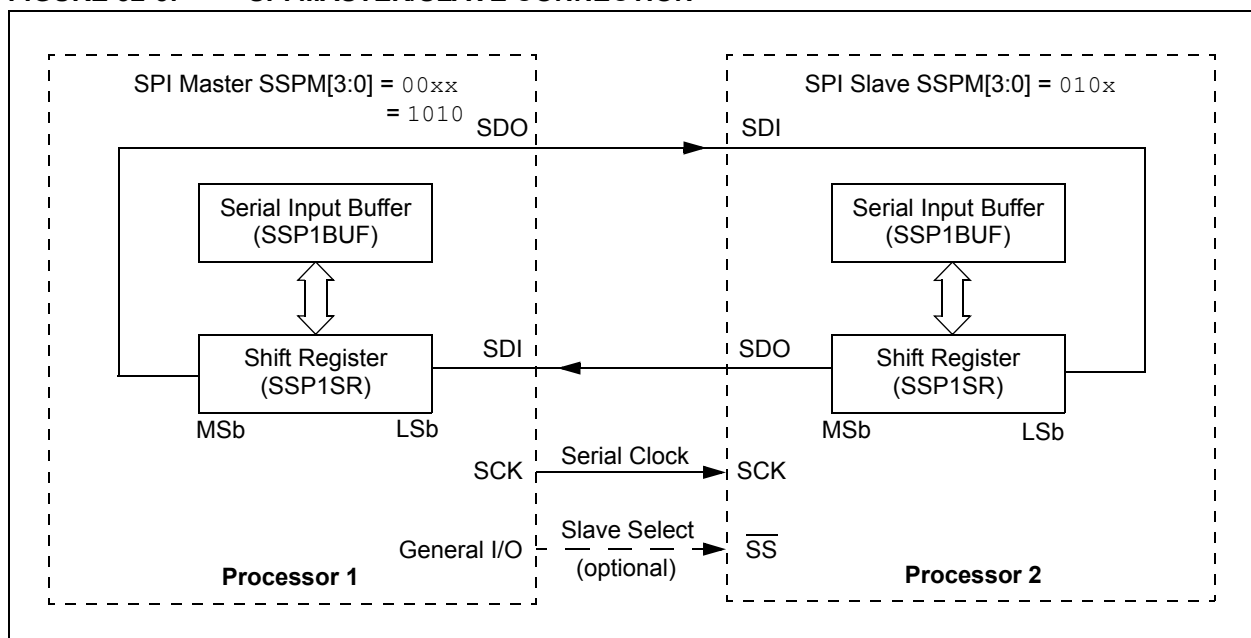 SPI Master SSPM[3:0] = 00xx
= 1010
SDO
Serial Input Buffer
(SSP1BUF)
Shift Register
(SSP1SR)
MSb
LSb
SDI
SCK
General I/O
Processor 1
Serial Clock
Slave Select
(optional)
SPI Slave SSPM[3:0] = 010x
SDI
Serial Input Buffer
(SSP1BUF)
SDO
Shift Register
(SSP1SR)
MSb
LSb
SCK
SS
Processor 2